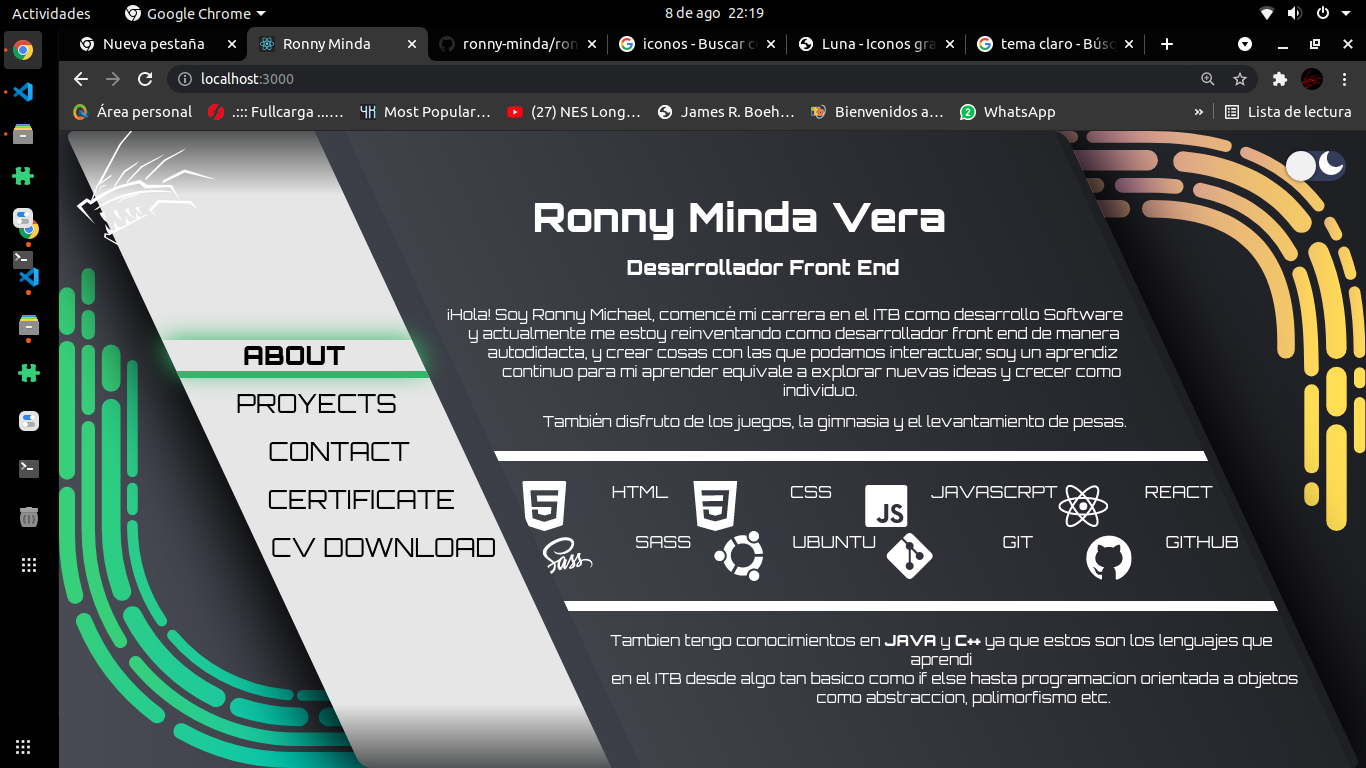 Actividades Google Chrome 8 de ago 22:19
Nueva pestaña Ronny Minda ronny-minda/ron iconos - Buscar c Luna - Iconos gra tema claro - Bús
localhost:3000
Área personal .:::: Fullcarga ...... Most Popular... (27) NES Long... James R. Boeh... Bienvenidos a... WhatsApp » Lista de lectura
Ronny Minda Vera
Desarrollador Front End
¡Hola! Soy Ronny Michael, comencé mi carrera en el ITB como desarrollo Software
y actualmente me estoy reinventando como desarrollador front end de manera
autodidacta, y crear cosas con las que podamos interactuar, soy un aprendiz
continuo para mi aprender equivale a explorar nuevas ideas y crecer como
individuo.
También disfruto de los juegos, la gimnasia y el levantamiento de pesas.
ABOUT
PROYECTS
CONTACT
CERTIFICATE
CV DOWNLOAD
5 HTML 3 CSS JS JAVASCRPT REACT
Sass SASS UBUNTU GIT GITHUB
Tambien tengo conocimientos en JAVA y C++ ya que estos son los lenguajes que
aprendi
en el ITB desde algo tan basico como if else hasta programacion orientada a objetos
como abstraccion, polimorfismo etc.